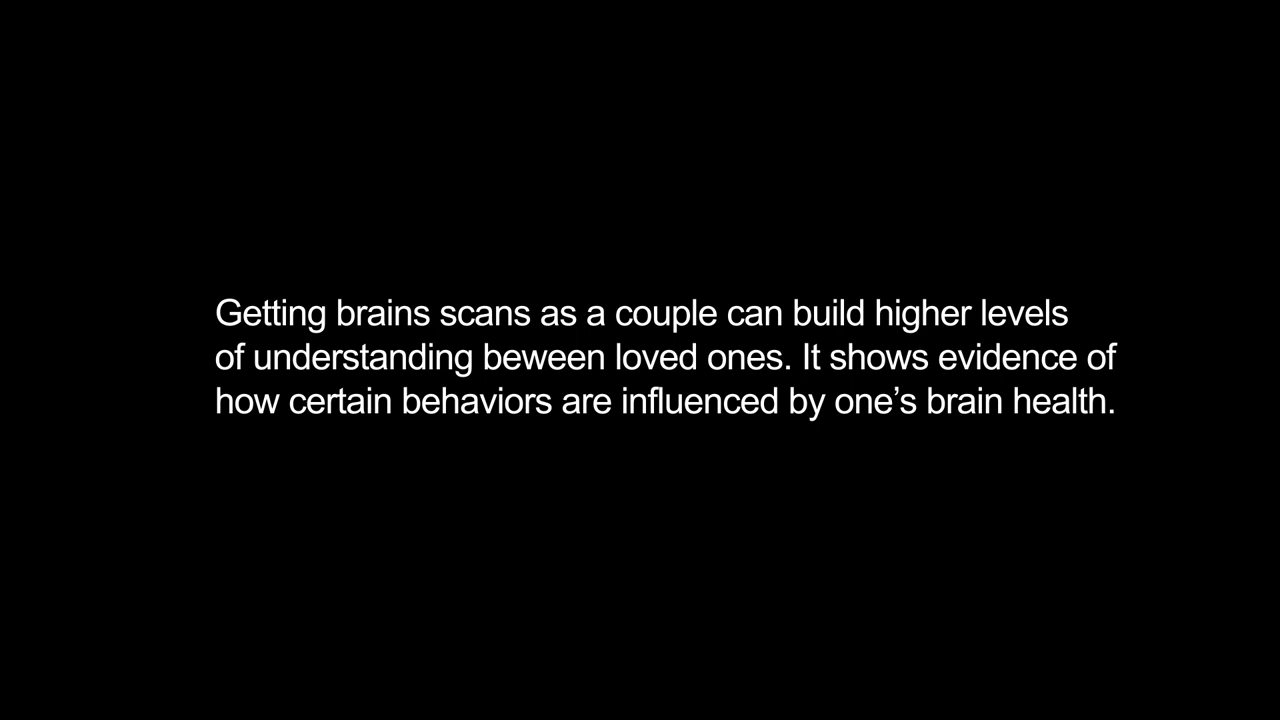 Getting brains scans as a couple can build higher levels
of understanding beween loved ones. It shows evidence of
how certain behaviors are influenced by one’s brain health.